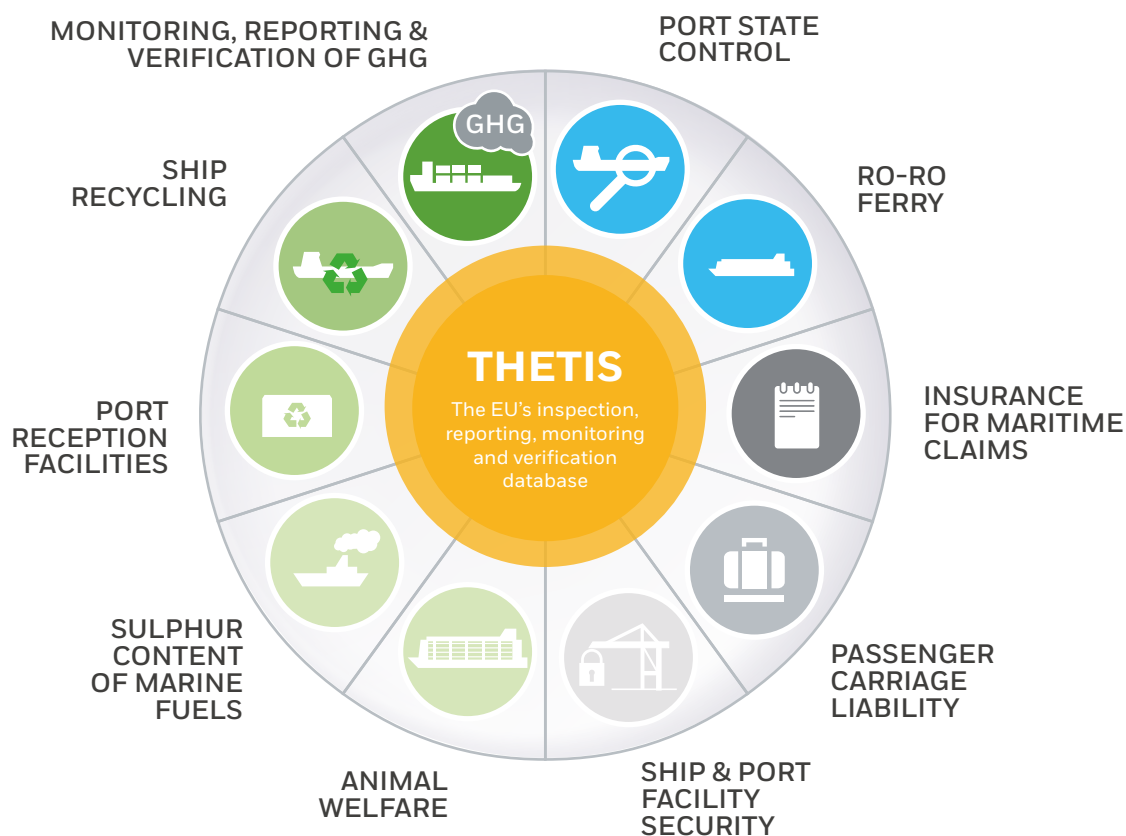 MONITORING, REPORTING &
VERIFICATION OF GHG
PORT STATE
CONTROL
GHG
SHIP
RECYCLING
RO-RO
FERRY
THETIS
The EU's inspection,
reporting, monitoring
and verification
database
PORT
RECEPTION
FACILITIES
INSURANCE
FOR MARITIME
CLAIMS
SULPHUR
CONTENT
OF MARINE
FUELS
PASSENGER
CARRIAGE
LIABILITY
ANIMAL
WELFARE
SHIP & PORT
FACILITY
SECURITY